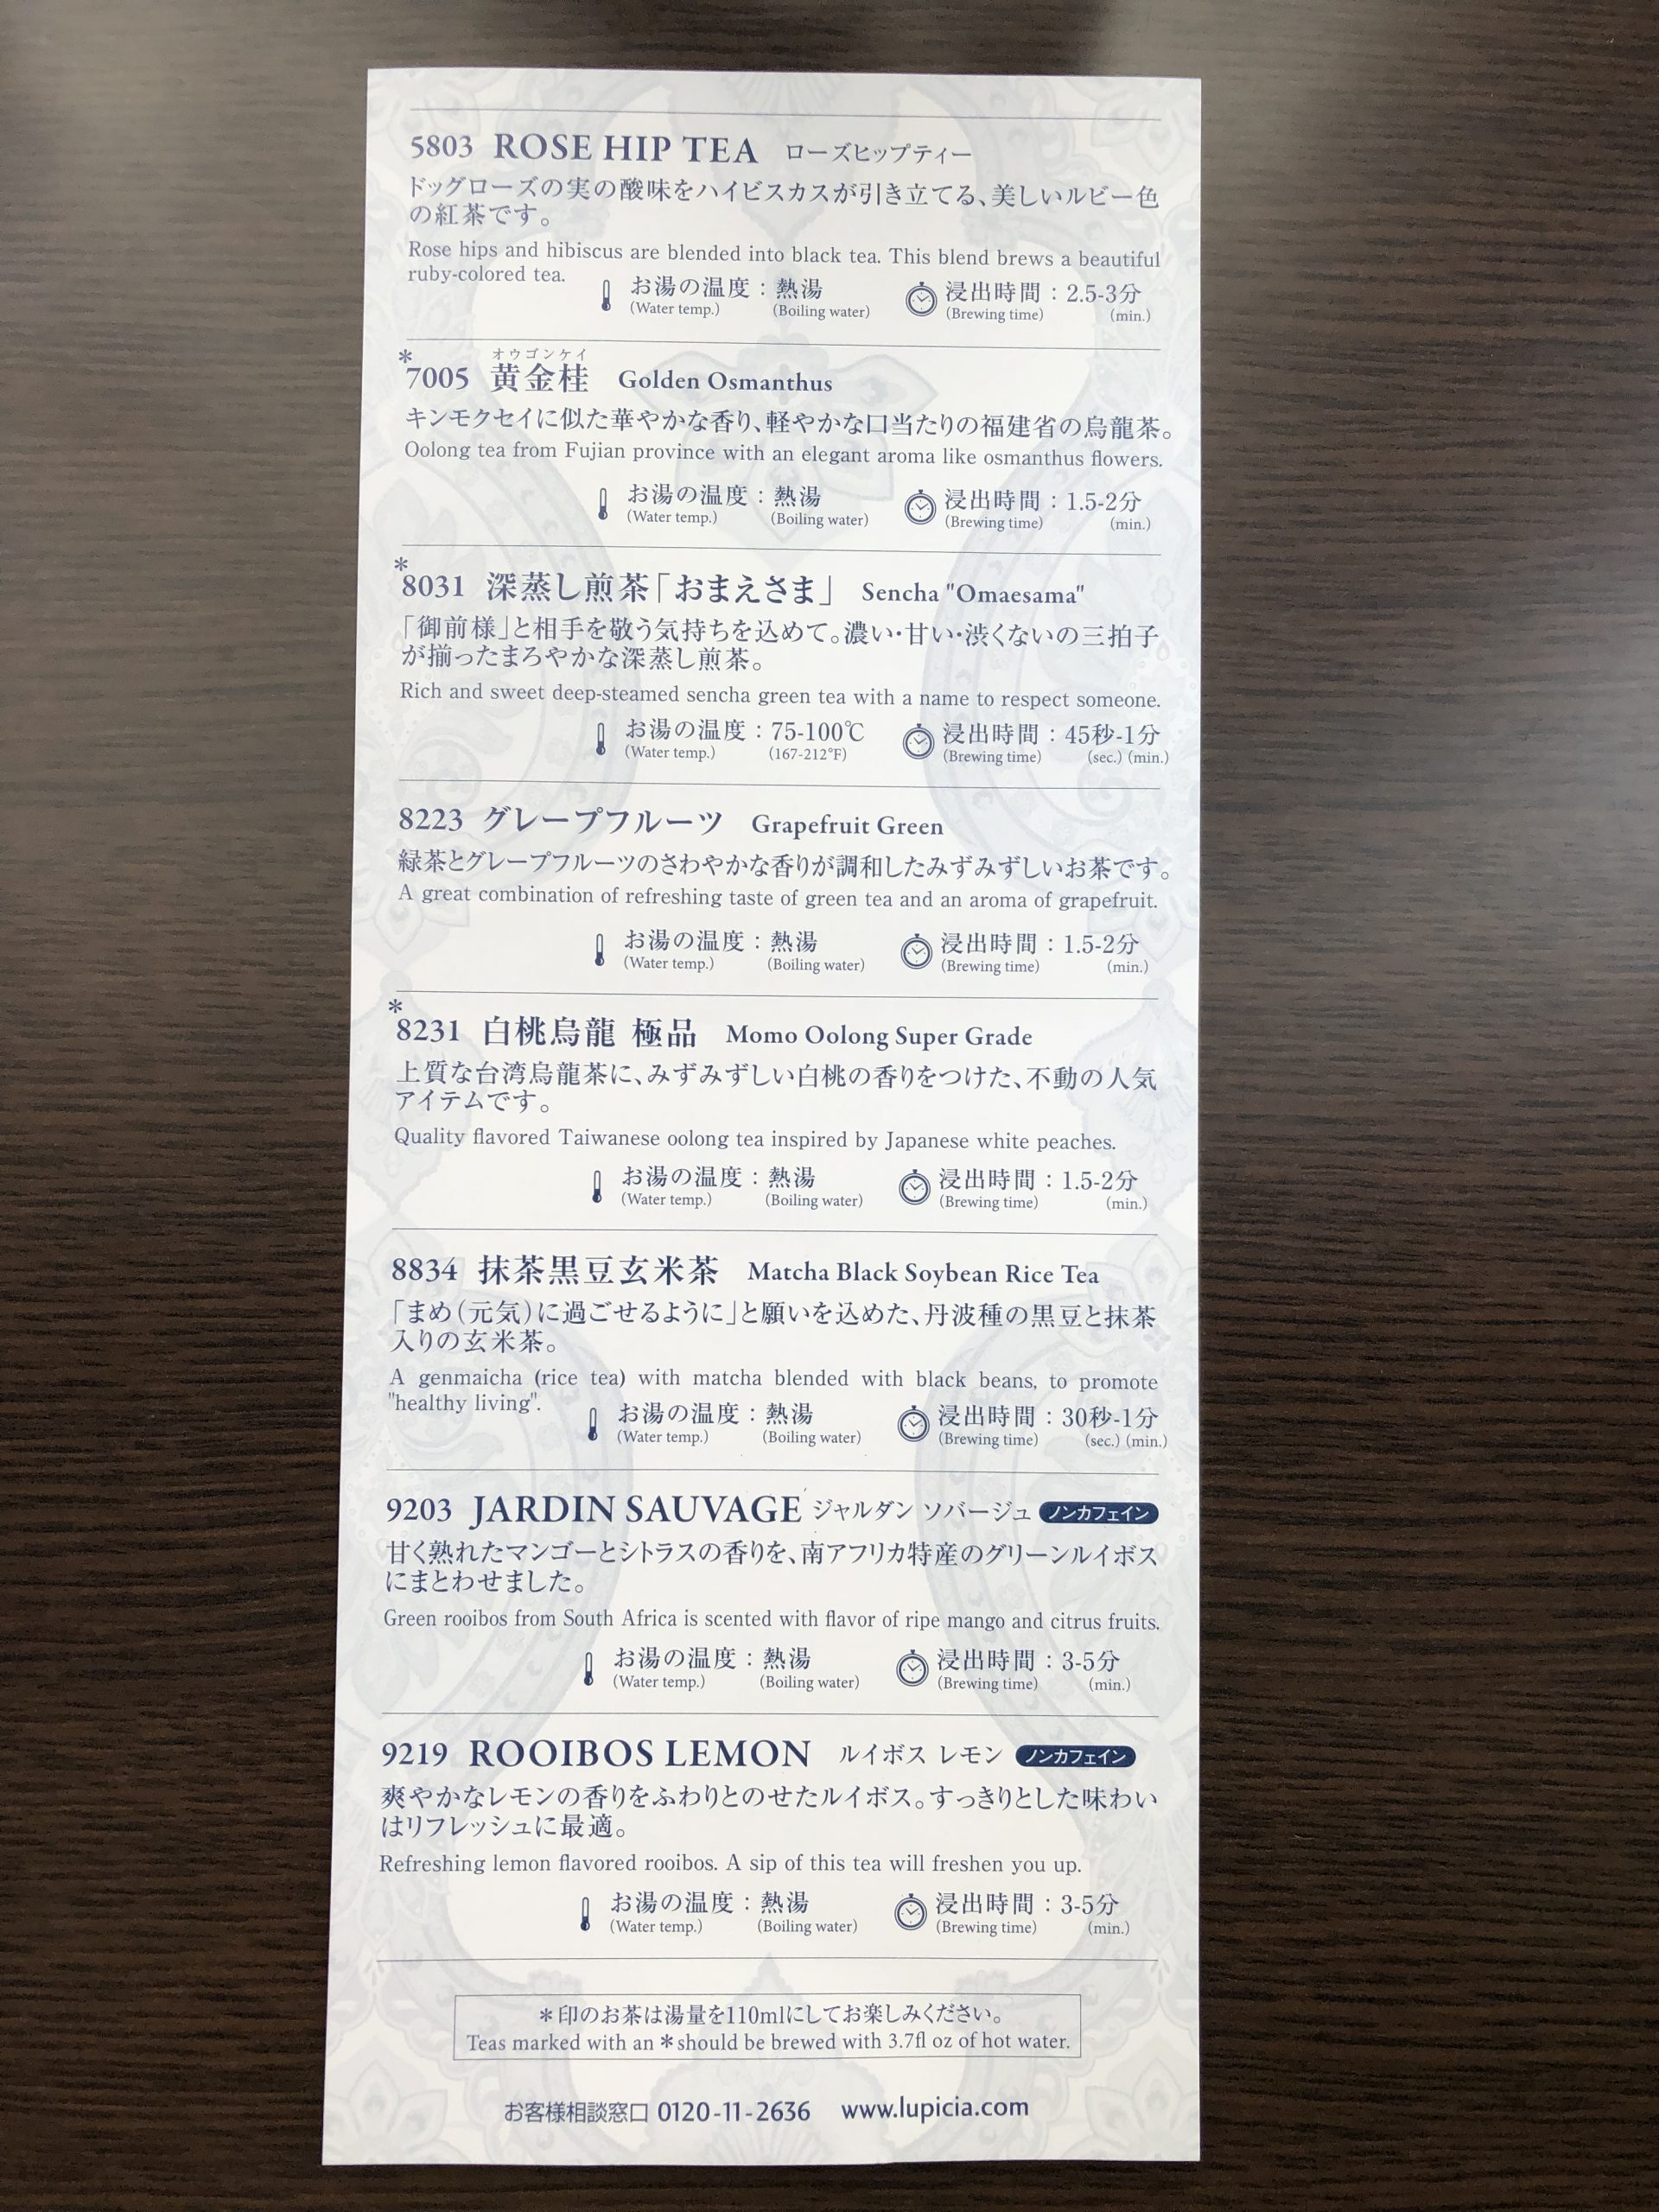 5803 ROSE HIP TEA ローズヒップティー
ドッグローズの実の酸味をハイビスカスが引き立てる、美しいルビー色
の紅茶です。
Rose hips and hibiscus are blended into black tea. This blend brews a beautiful
ruby-colored tea.
お湯の温度：熱湯 浸出時間：2.5-3分
(Water temp.) (Boiling water) (Brewing time) (min.)
オウゴンケイ
*7005 黄金桂 Golden Osmanthus
キンモクセイに似た華やかな香り、軽やかな口当たりの福建省の烏龍茶。
Oolong tea from Fujian province with an elegant aroma like osmanthus flowers.
お湯の温度：熱湯 浸出時間：1.5-2分
(Water temp.) (Boiling water) (Brewing time) (min.)
*8031 深蒸し煎茶「おまえさま」 Sencha "Omaesama"
「御前様」と相手を敬う気持ちを込めて。濃い・甘い・渋くないの三拍子
が揃ったまろやかな深蒸し煎茶。
Rich and sweet deep-steamed sencha green tea with a name to respect someone.
お湯の温度：75-100℃ 浸出時間：45秒-1分
(Water temp.) (167-212°F) (Brewing time) (sec.) (min.)
8223 グレープフルーツ Grapefruit Green
緑茶とグレープフルーツのさわやかな香りが調和したみずみずしいお茶です。
A great combination of refreshing taste of green tea and an aroma of grapefruit.
お湯の温度：熱湯 浸出時間：1.5-2分
(Water temp.) (Boiling water) (Brewing time) (min.)
*8231 白桃烏龍 極品 Momo Oolong Super Grade
上質な台湾烏龍茶に、みずみずしい白桃の香りをつけた、不動の人気
アイテムです。
Quality flavored Taiwanese oolong tea inspired by Japanese white peaches.
お湯の温度：熱湯 浸出時間：1.5-2分
(Water temp.) (Boiling water) (Brewing time) (min.)
8834 抹茶黒豆玄米茶 Matcha Black Soybean Rice Tea
「まめ（元気）に過ごせるように」と願いを込めた、丹波種の黒豆と抹茶
入りの玄米茶。
A genmaicha (rice tea) with matcha blended with black beans, to promote
"healthy living".
お湯の温度：熱湯 浸出時間：30秒-1分
(Water temp.) (Boiling water) (Brewing time) (sec.) (min.)
9203 JARDIN SAUVAGE ジャルダン ソバージュ ノンカフェイン
甘く熟れたマンゴーとシトラスの香りを、南アフリカ特産のグリーンルイボス
にまとわせました。
Green rooibos from South Africa is scented with flavor of ripe mango and citrus fruits.
お湯の温度：熱湯 浸出時間：3-5分
(Water temp.) (Boiling water) (Brewing time) (min.)
9219 ROOIBOS LEMON ルイボス レモン ノンカフェイン
爽やかなレモンの香りをふわりとのせたルイボス。すっきりとした味わい
はリフレッシュに最適。
Refreshing lemon flavored rooibos. A sip of this tea will freshen you up.
お湯の温度：熱湯 浸出時間：3-5分
(Water temp.) (Boiling water) (Brewing time) (min.)
*印のお茶は湯量を110mlにしてお楽しみください。
Teas marked with an * should be brewed with 3.7fl oz of hot water.
お客様相談窓口 0120-11-2636 www.lupicia.com